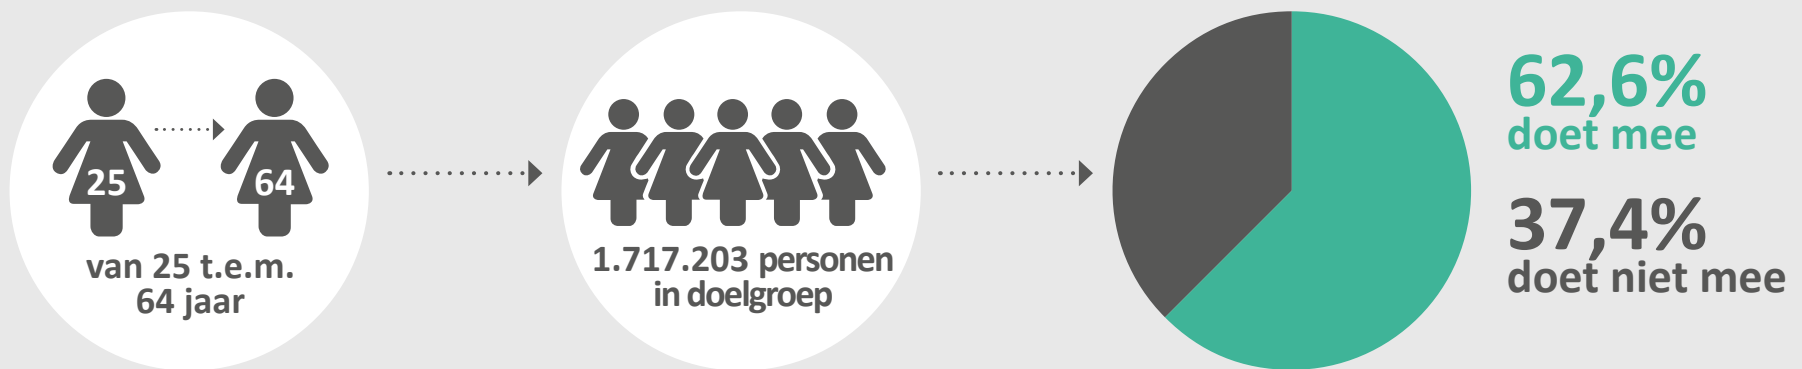 25
64
van 25 t.e.m.
64 jaar
1.717.203 personen
in doelgroep
62,6%
doet mee
37,4%
doet niet mee